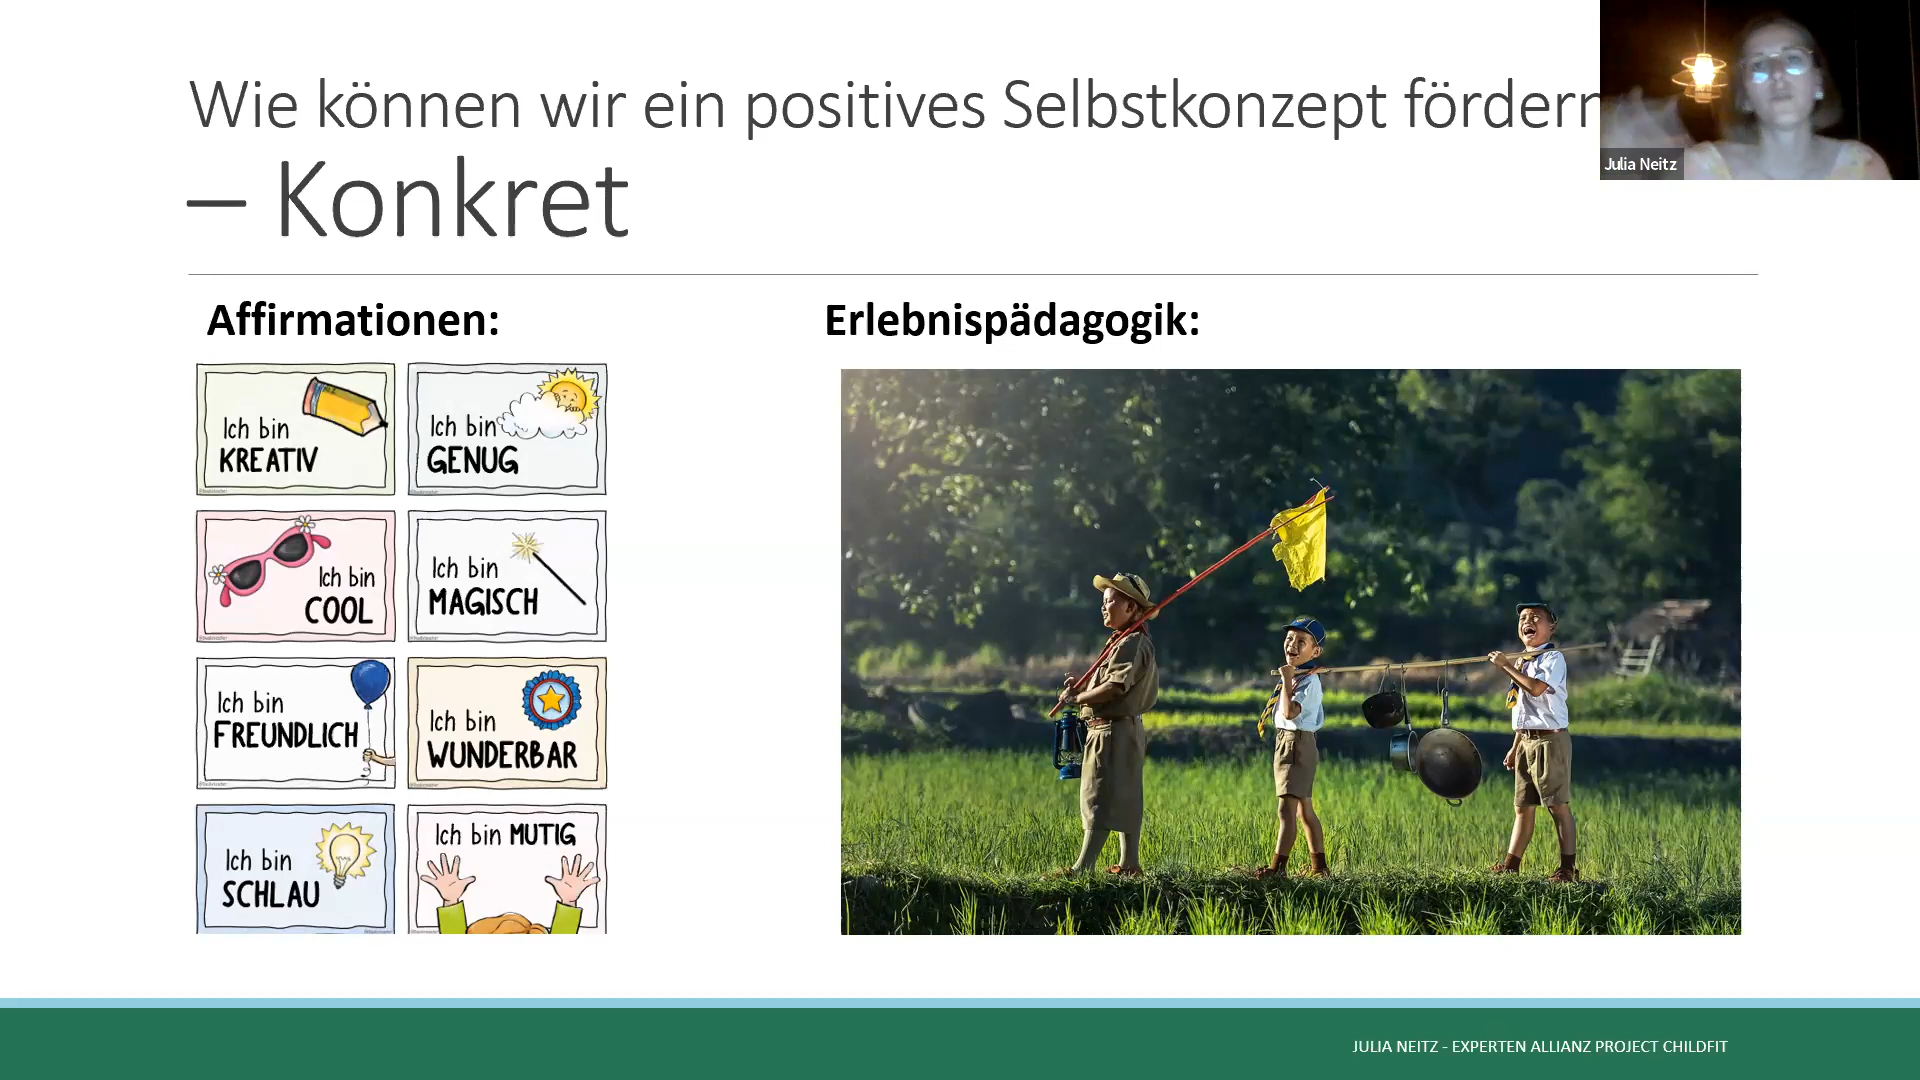 Wie können wir ein positives Selbstkonzept fördern
– Konkret
Julia Neitz
Affirmationen:
Erlebnispädagogik:
Ich bin
KREATIV
Ich bin
GENUG
Ich bin
COOL
Ich bin
MAGISCH
Ich bin
FREUNDLICH
Ich bin
WUNDERBAR
Ich bin
SCHLAU
Ich bin MUTIG
JULIA NEITZ - EXPERTEN ALLIANZ PROJECT CHILDFIT